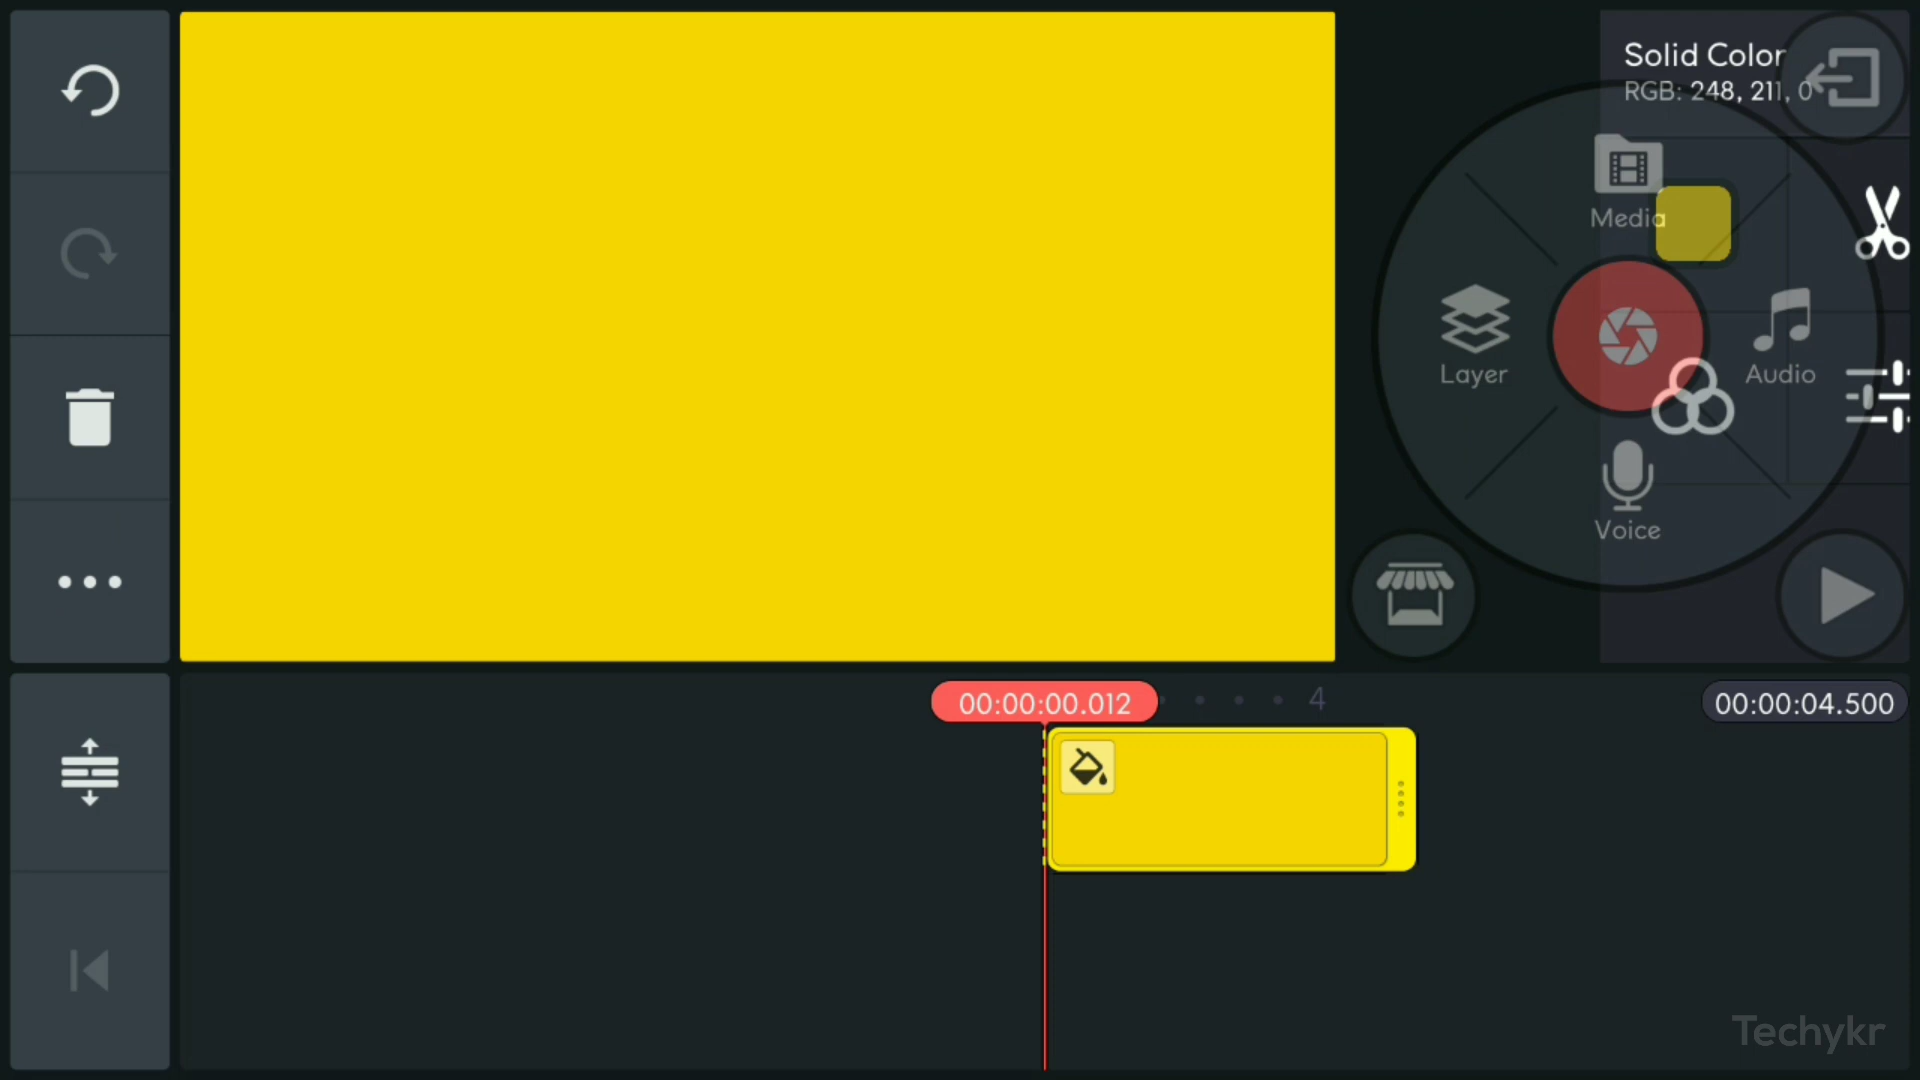 Solid Color
RGB: 248, 211, 0
Media
Layer
Audio
Voice
00:00:00.012
4
00:00:04.500
Techykr